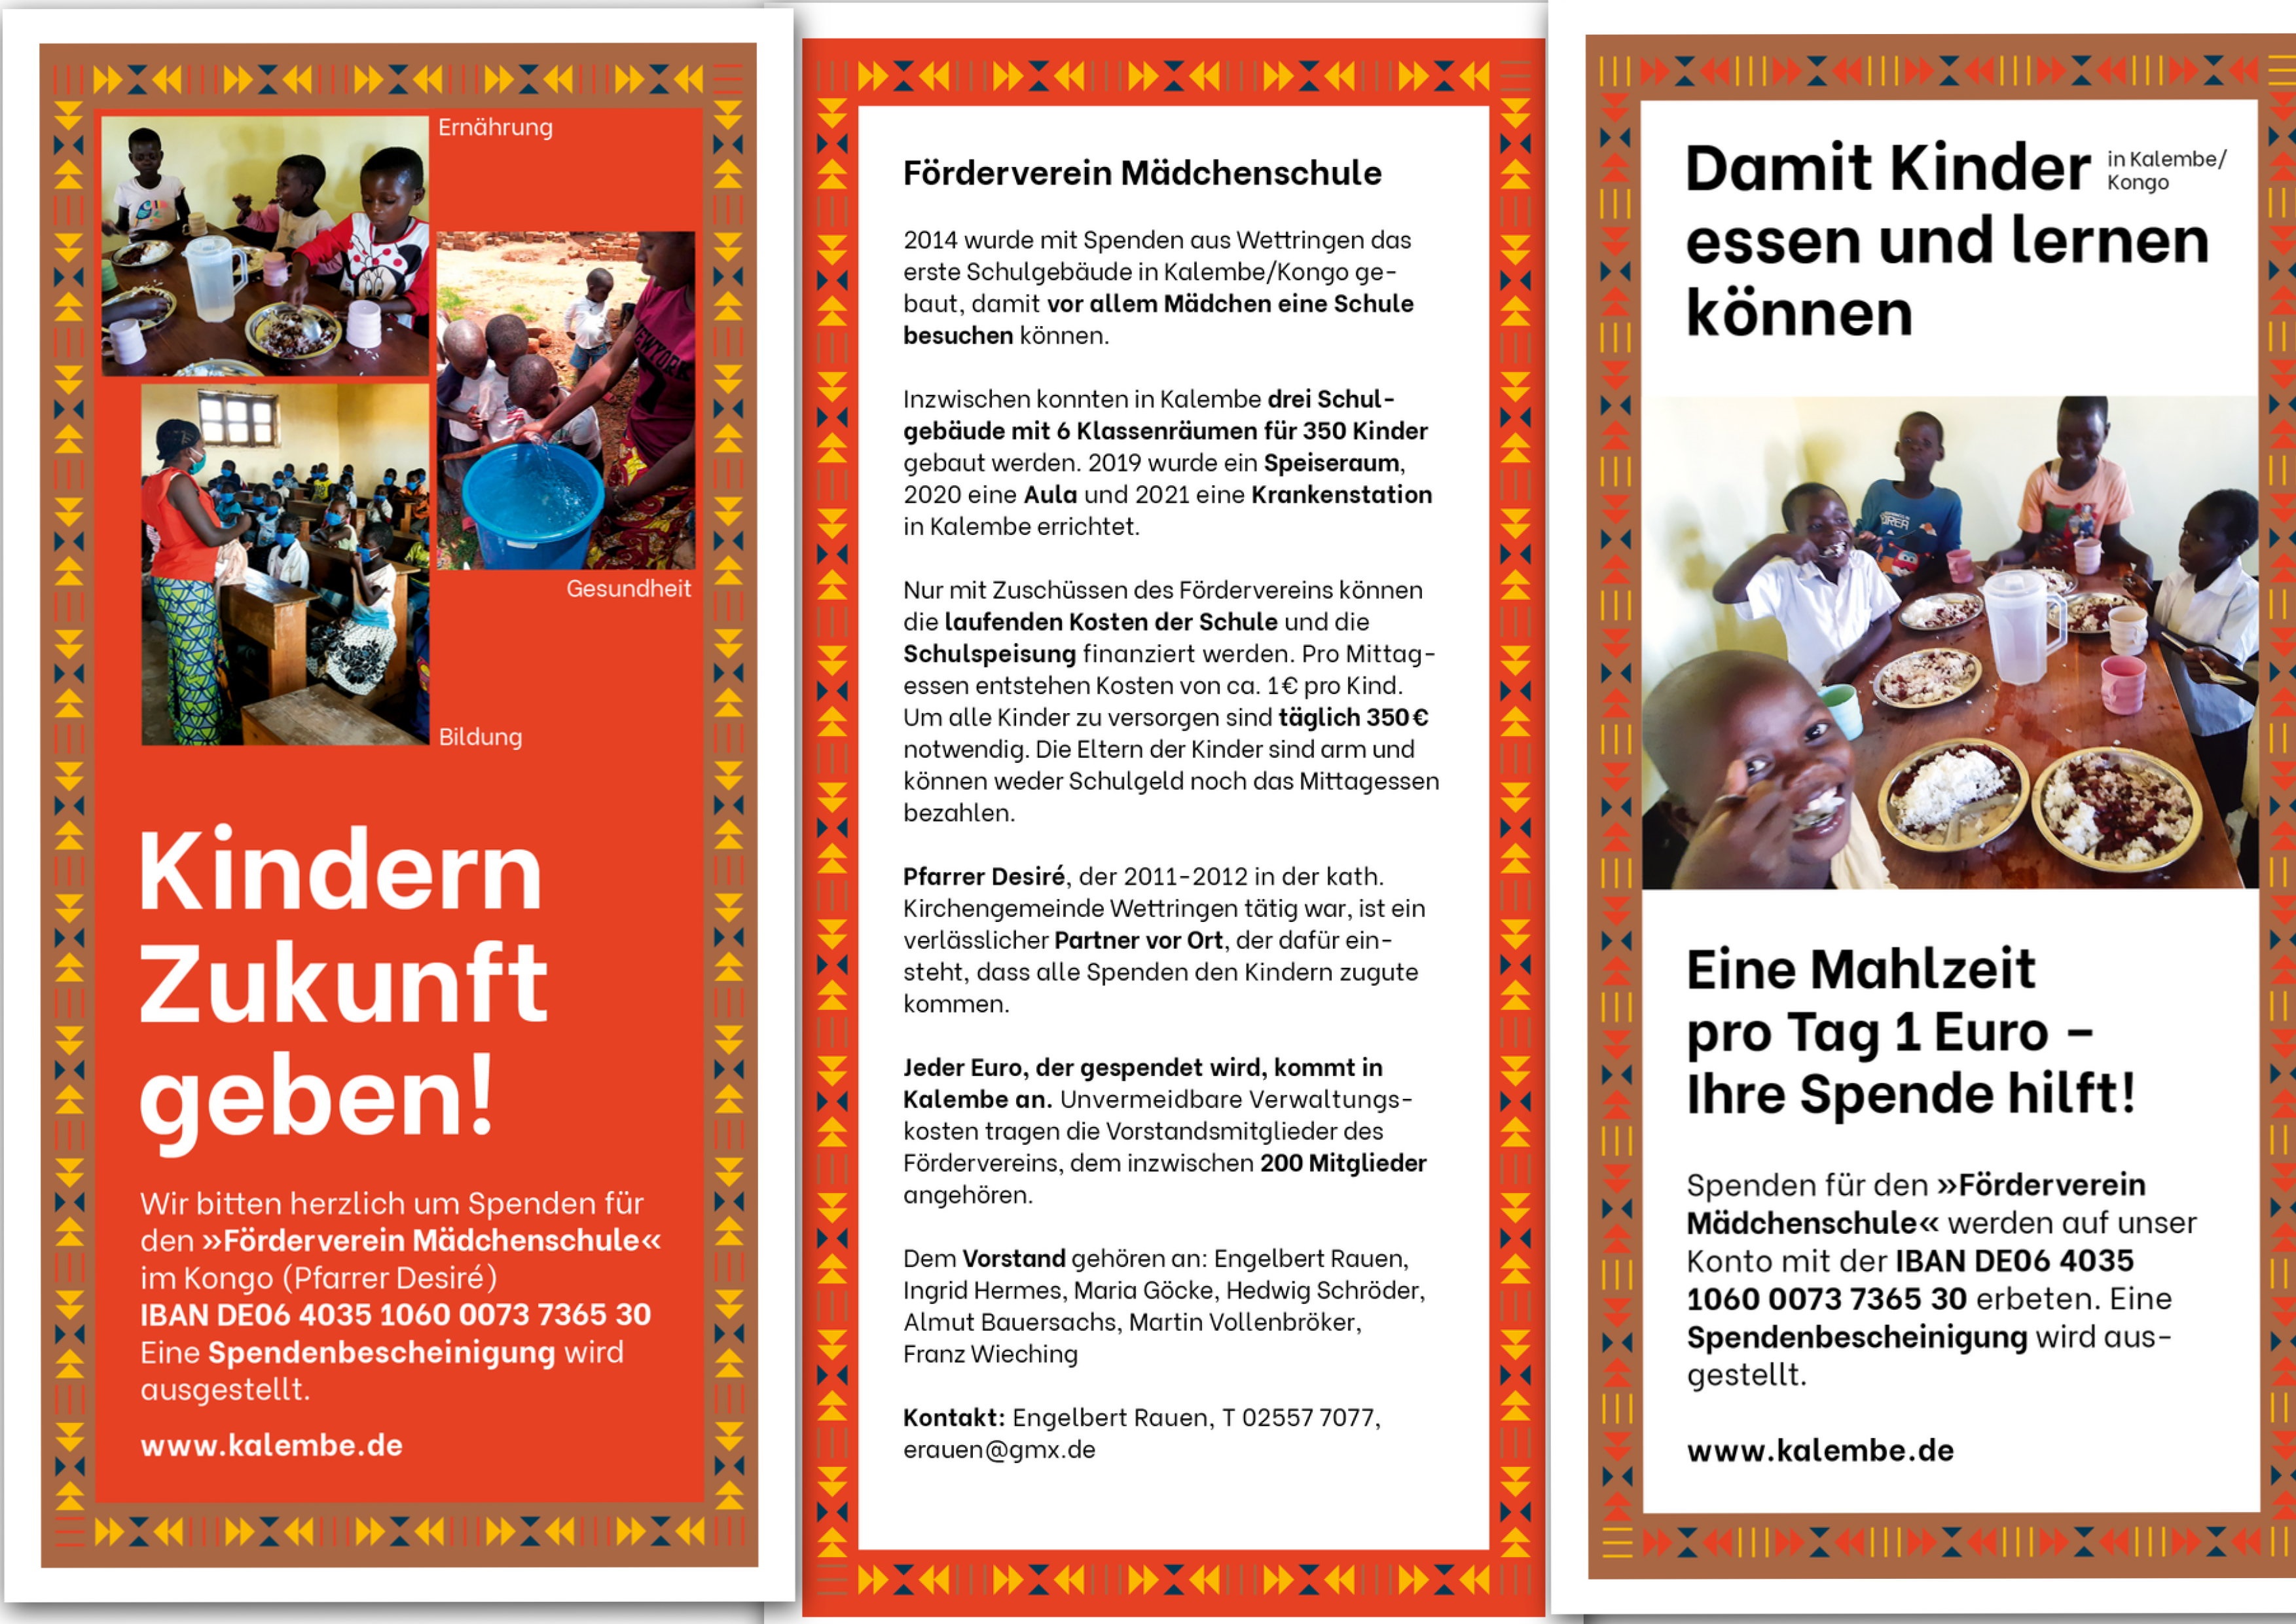 Ernährung
Gesundheit
Bildung
Kindern
Zukunft
geben!
Wir bitten herzlich um Spenden für
den »Förderverein Mädchenschule«
im Kongo (Pfarrer Desiré)
IBAN DE06 4035 1060 0073 7365 30
Eine Spendenbescheinigung wird
ausgestellt.
www.kalembe.de
Förderverein Mädchenschule
2014 wurde mit Spenden aus Wettringen das
erste Schulgebäude in Kalembe/Kongo ge-
baut, damit vor allem Mädchen eine Schule
besuchen können.
Inzwischen konnten in Kalembe drei Schul-
gebäude mit 6 Klassenräumen für 350 Kinder
gebaut werden. 2019 wurde ein Speiseraum,
2020 eine Aula und 2021 eine Krankenstation
in Kalembe errichtet.
Nur mit Zuschüssen des Fördervereins können
die laufenden Kosten der Schule und die
Schulspeisung finanziert werden. Pro Mittag-
essen entstehen Kosten von ca. 1 € pro Kind.
Um alle Kinder zu versorgen sind täglich 350 €
notwendig. Die Eltern der Kinder sind arm und
können weder Schulgeld noch das Mittagessen
bezahlen.
Pfarrer Desiré, der 2011-2012 in der kath.
Kirchengemeinde Wettringen tätig war, ist ein
verlässlicher Partner vor Ort, der dafür ein-
steht, dass alle Spenden den Kindern zugute
kommen.
Jeder Euro, der gespendet wird, kommt in
Kalembe an. Unvermeidbare Verwaltungs-
kosten tragen die Vorstandsmitglieder des
Fördervereins, dem inzwischen 200 Mitglieder
angehören.
Dem Vorstand gehören an: Engelbert Rauen,
Ingrid Hermes, Maria Göcke, Hedwig Schröder,
Almut Bauersachs, Martin Vollenbröker,
Franz Wieching
Kontakt: Engelbert Rauen, T 02557 7077,
erauen@gmx.de
Damit Kinder in Kalembe/
Kongo
essen und lernen
können
Eine Mahlzeit
pro Tag 1 Euro –
Ihre Spende hilft!
Spenden für den »Förderverein
Mädchenschule« werden auf unser
Konto mit der IBAN DE06 4035
1060 0073 7365 30 erbeten. Eine
Spendenbescheinigung wird aus-
gestellt.
www.kalembe.de